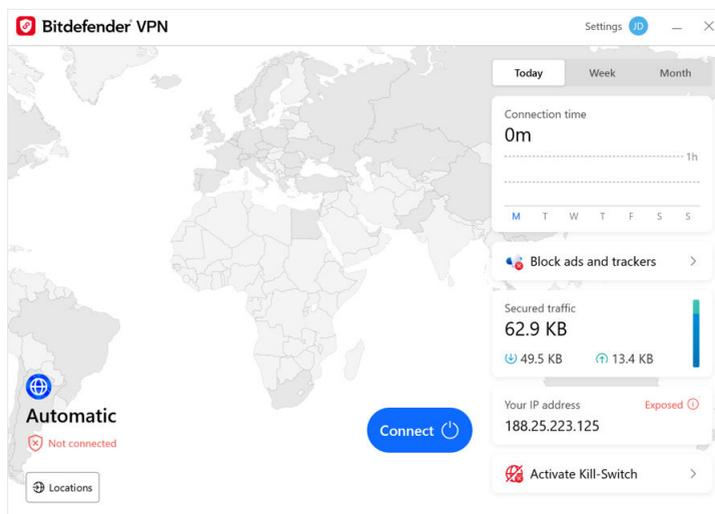 Bitdefender® VPN
Settings JD
Today Week Month
Connection time
0m
1h
M T W T F S S
Block ads and trackers
Secured traffic
62.9 KB
49.5 KB 13.4 KB
Your IP address Exposed
188.25.223.125
Activate Kill-Switch
Automatic
Not connected
Connect
Locations